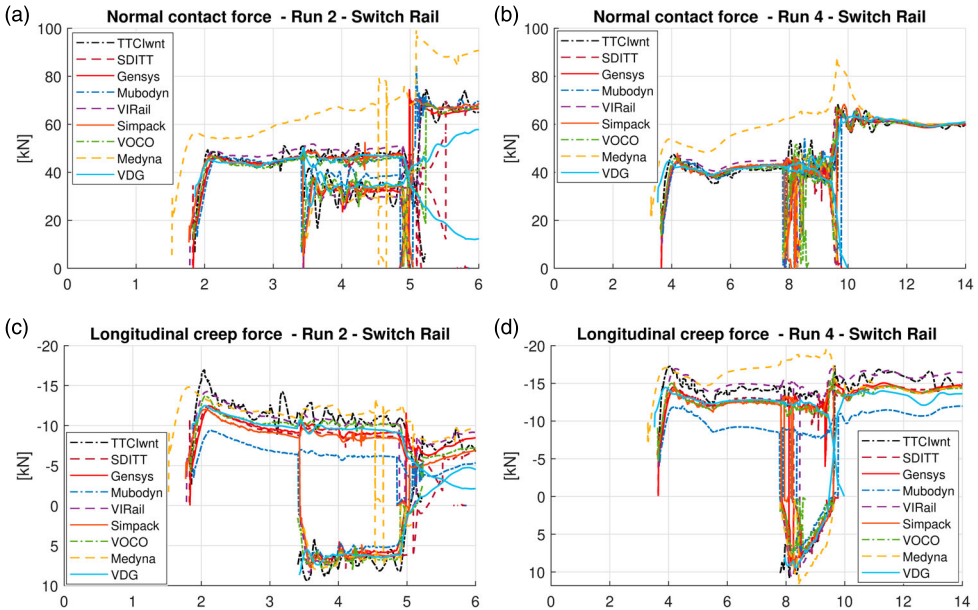 (a)
Normal contact force - Run 2 - Switch Rail
100
80
60
40
20
0
[kN]
TTCIwnt
SDITT
Gensys
Mubodyn
VIRail
Simpack
VOCO
Medyna
VDG
0 1 2 3 4 5 6
(b)
Normal contact force - Run 4 - Switch Rail
100
80
60
40
20
0
[kN]
TTCIwnt
SDITT
Gensys
Mubodyn
VIRail
Simpack
VOCO
Medyna
VDG
0 2 4 6 8 10 12 14
(c)
Longitudinal creep force - Run 2 - Switch Rail
-20
-15
-10
-5
0
5
10
[kN]
TTCIwnt
SDITT
Gensys
Mubodyn
VIRail
Simpack
VOCO
Medyna
VDG
0 1 2 3 4 5 6
(d)
Longitudinal creep force - Run 4 - Switch Rail
-20
-15
-10
-5
0
5
10
[kN]
TTCIwnt
SDITT
Gensys
Mubodyn
VIRail
Simpack
VOCO
Medyna
VDG
0 2 4 6 8 10 12 14